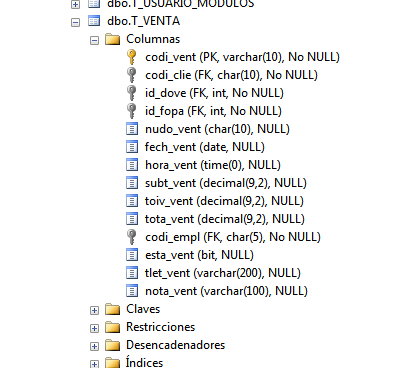 dbo.T_USUARIO_MODULOS
dbo.T_VENTA
Columnas
codi_vent (PK, varchar(10), No NULL)
codi_clie (FK, char(10), No NULL)
id_dove (FK, int, No NULL)
id_fopa (FK, int, No NULL)
nudo_vent (char(10), NULL)
fech_vent (date, NULL)
hora_vent (time(0), NULL)
subt_vent (decimal(9,2), NULL)
toiv_vent (decimal(9,2), NULL)
tota_vent (decimal(9,2), NULL)
codi_empl (FK, char(5), No NULL)
esta_vent (bit, NULL)
tlet_vent (varchar(200), NULL)
nota_vent (varchar(100), NULL)
Claves
Restricciones
Desencadenadores
Índices